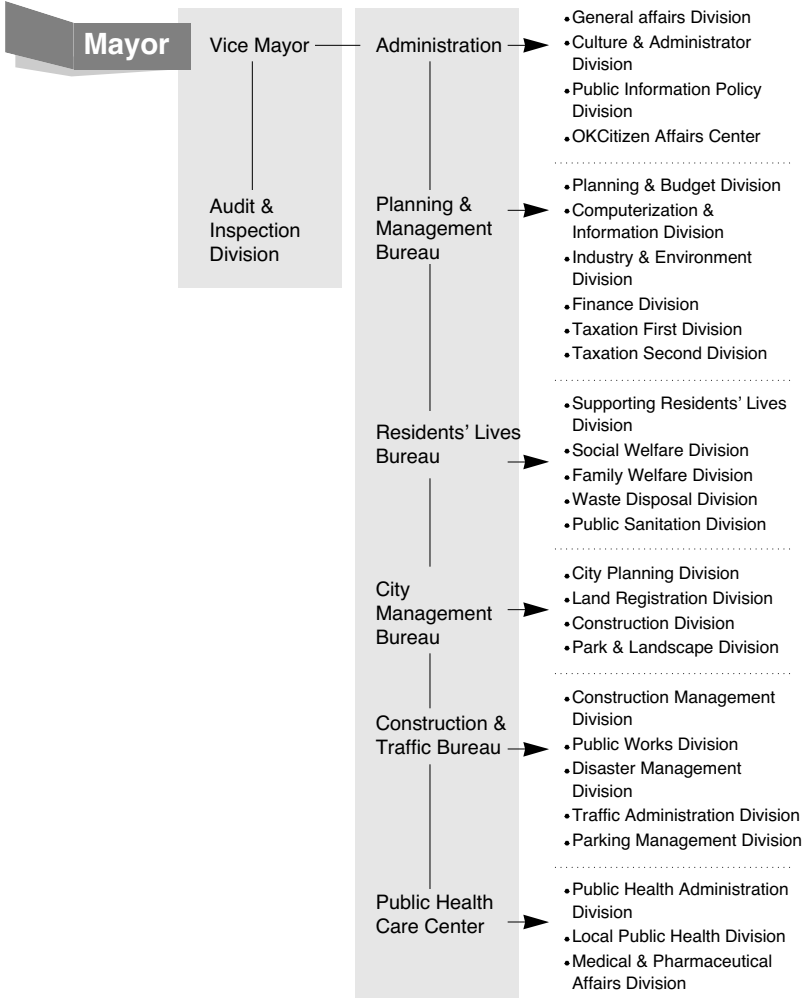 Mayor
Vice Mayor
Audit &
Inspection
Division
Administration
• General affairs Division
• Culture & Administrator
Division
• Public Information Policy
Division
• OKCitizen Affairs Center
Planning &
Management
Bureau
• Planning & Budget Division
• Computerization &
Information Division
• Industry & Environment
Division
• Finance Division
• Taxation First Division
• Taxation Second Division
Residents’ Lives
Bureau
• Supporting Residents’ Lives
Division
• Social Welfare Division
• Family Welfare Division
• Waste Disposal Division
• Public Sanitation Division
City
Management
Bureau
• City Planning Division
• Land Registration Division
• Construction Division
• Park & Landscape Division
Construction &
Traffic Bureau
• Construction Management
Division
• Public Works Division
• Disaster Management
Division
• Traffic Administration Division
• Parking Management Division
Public Health
Care Center
• Public Health Administration
Division
• Local Public Health Division
• Medical & Pharmaceutical
Affairs Division